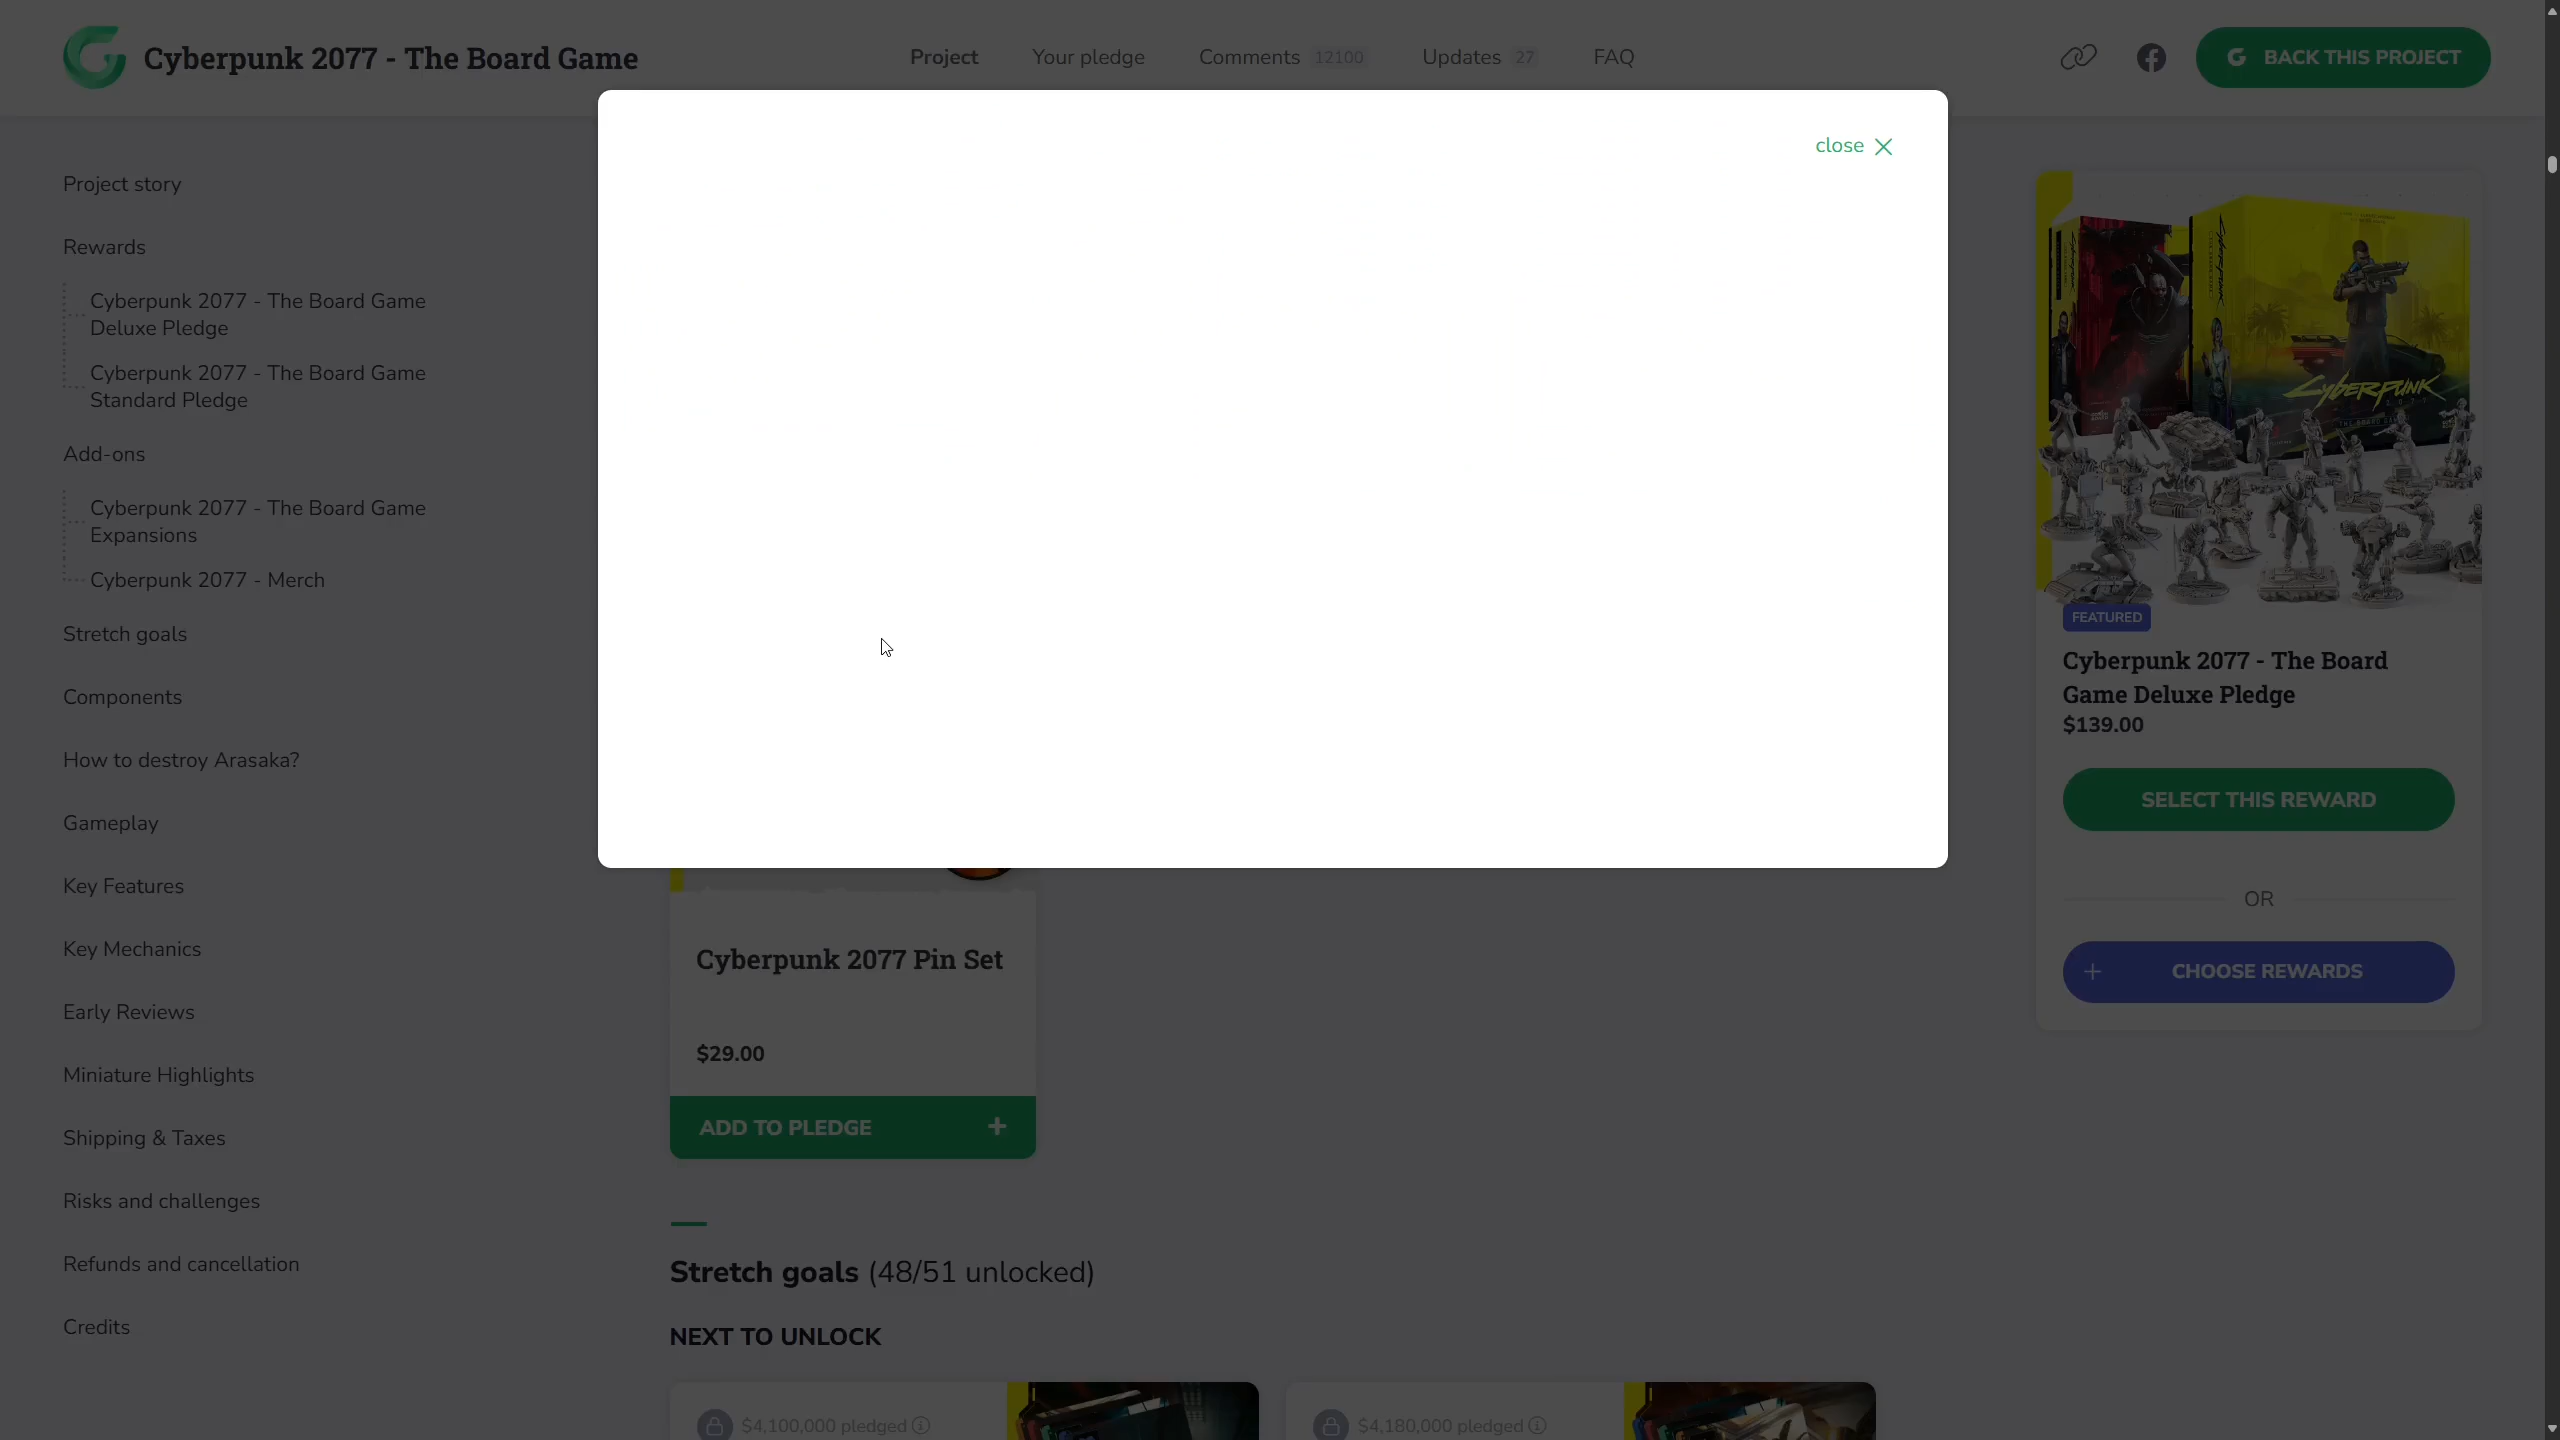 Cyberpunk 2077 - The Board Game
Project
Your pledge
Comments 12100
Updates 27
FAQ
BACK THIS PROJECT
close
Project story
Rewards
Cyberpunk 2077 - The Board Game
Deluxe Pledge
Cyberpunk 2077 - The Board Game
Standard Pledge
Add-ons
Cyberpunk 2077 - The Board Game
Expansions
Cyberpunk 2077 - Merch
Stretch goals
Components
How to destroy Arasaka?
Gameplay
Key Features
Key Mechanics
Early Reviews
Miniature Highlights
Shipping & Taxes
Risks and challenges
Refunds and cancellation
Credits
Cyberpunk 2077 Pin Set
$29.00
ADD TO PLEDGE +
Stretch goals (48/51 unlocked)
NEXT TO UNLOCK
$4,100,000 pledged
$4,180,000 pledged
Cyberpunk
2077
THE BOARD GAME
FEATURED
Cyberpunk 2077 - The Board
Game Deluxe Pledge
$139.00
SELECT THIS REWARD
OR
+ CHOOSE REWARDS